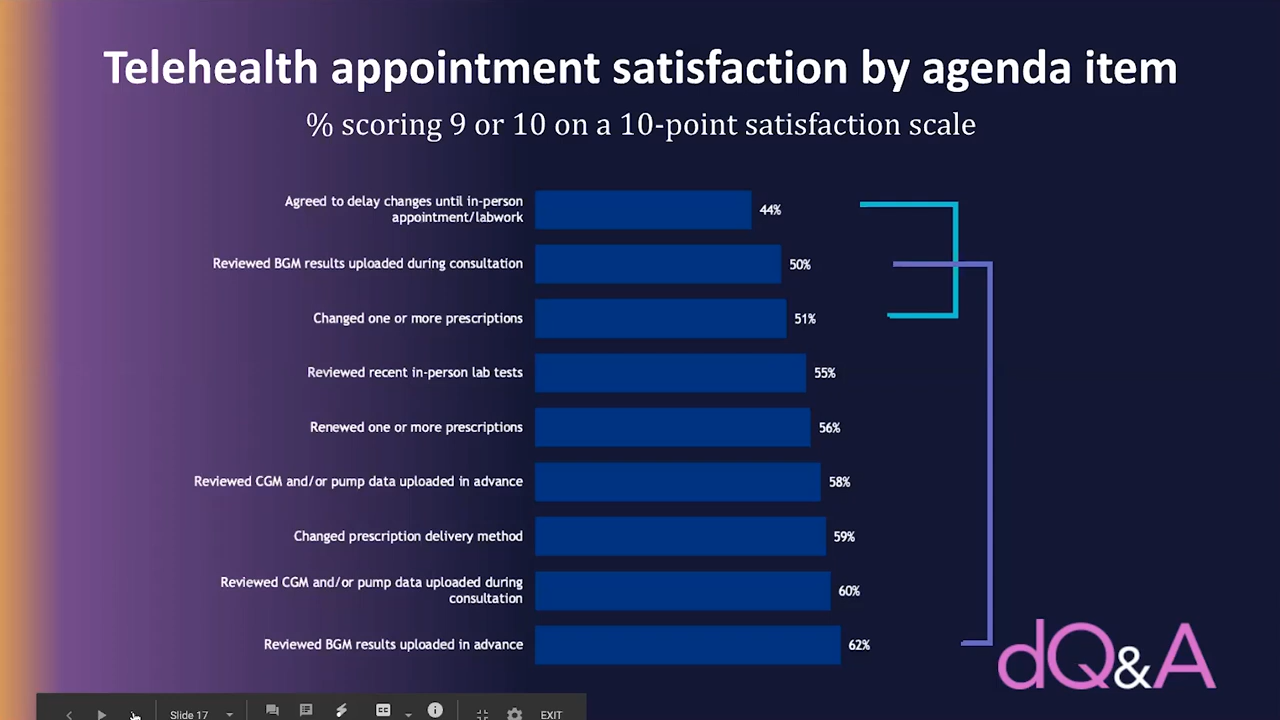 Telehealth appointment satisfaction by agenda item
% scoring 9 or 10 on a 10-point satisfaction scale
Agreed to delay changes until in-person
appointment/labwork
44%
Reviewed BGM results uploaded during consultation
50%
Changed one or more prescriptions
51%
Reviewed recent in-person lab tests
55%
Renewed one or more prescriptions
56%
Reviewed CGM and/or pump data uploaded in advance
58%
Changed prescription delivery method
59%
Reviewed CGM and/or pump data uploaded during
consultation
60%
Reviewed BGM results uploaded in advance
62%
dQ&A
Slide 17
CC
EXIT